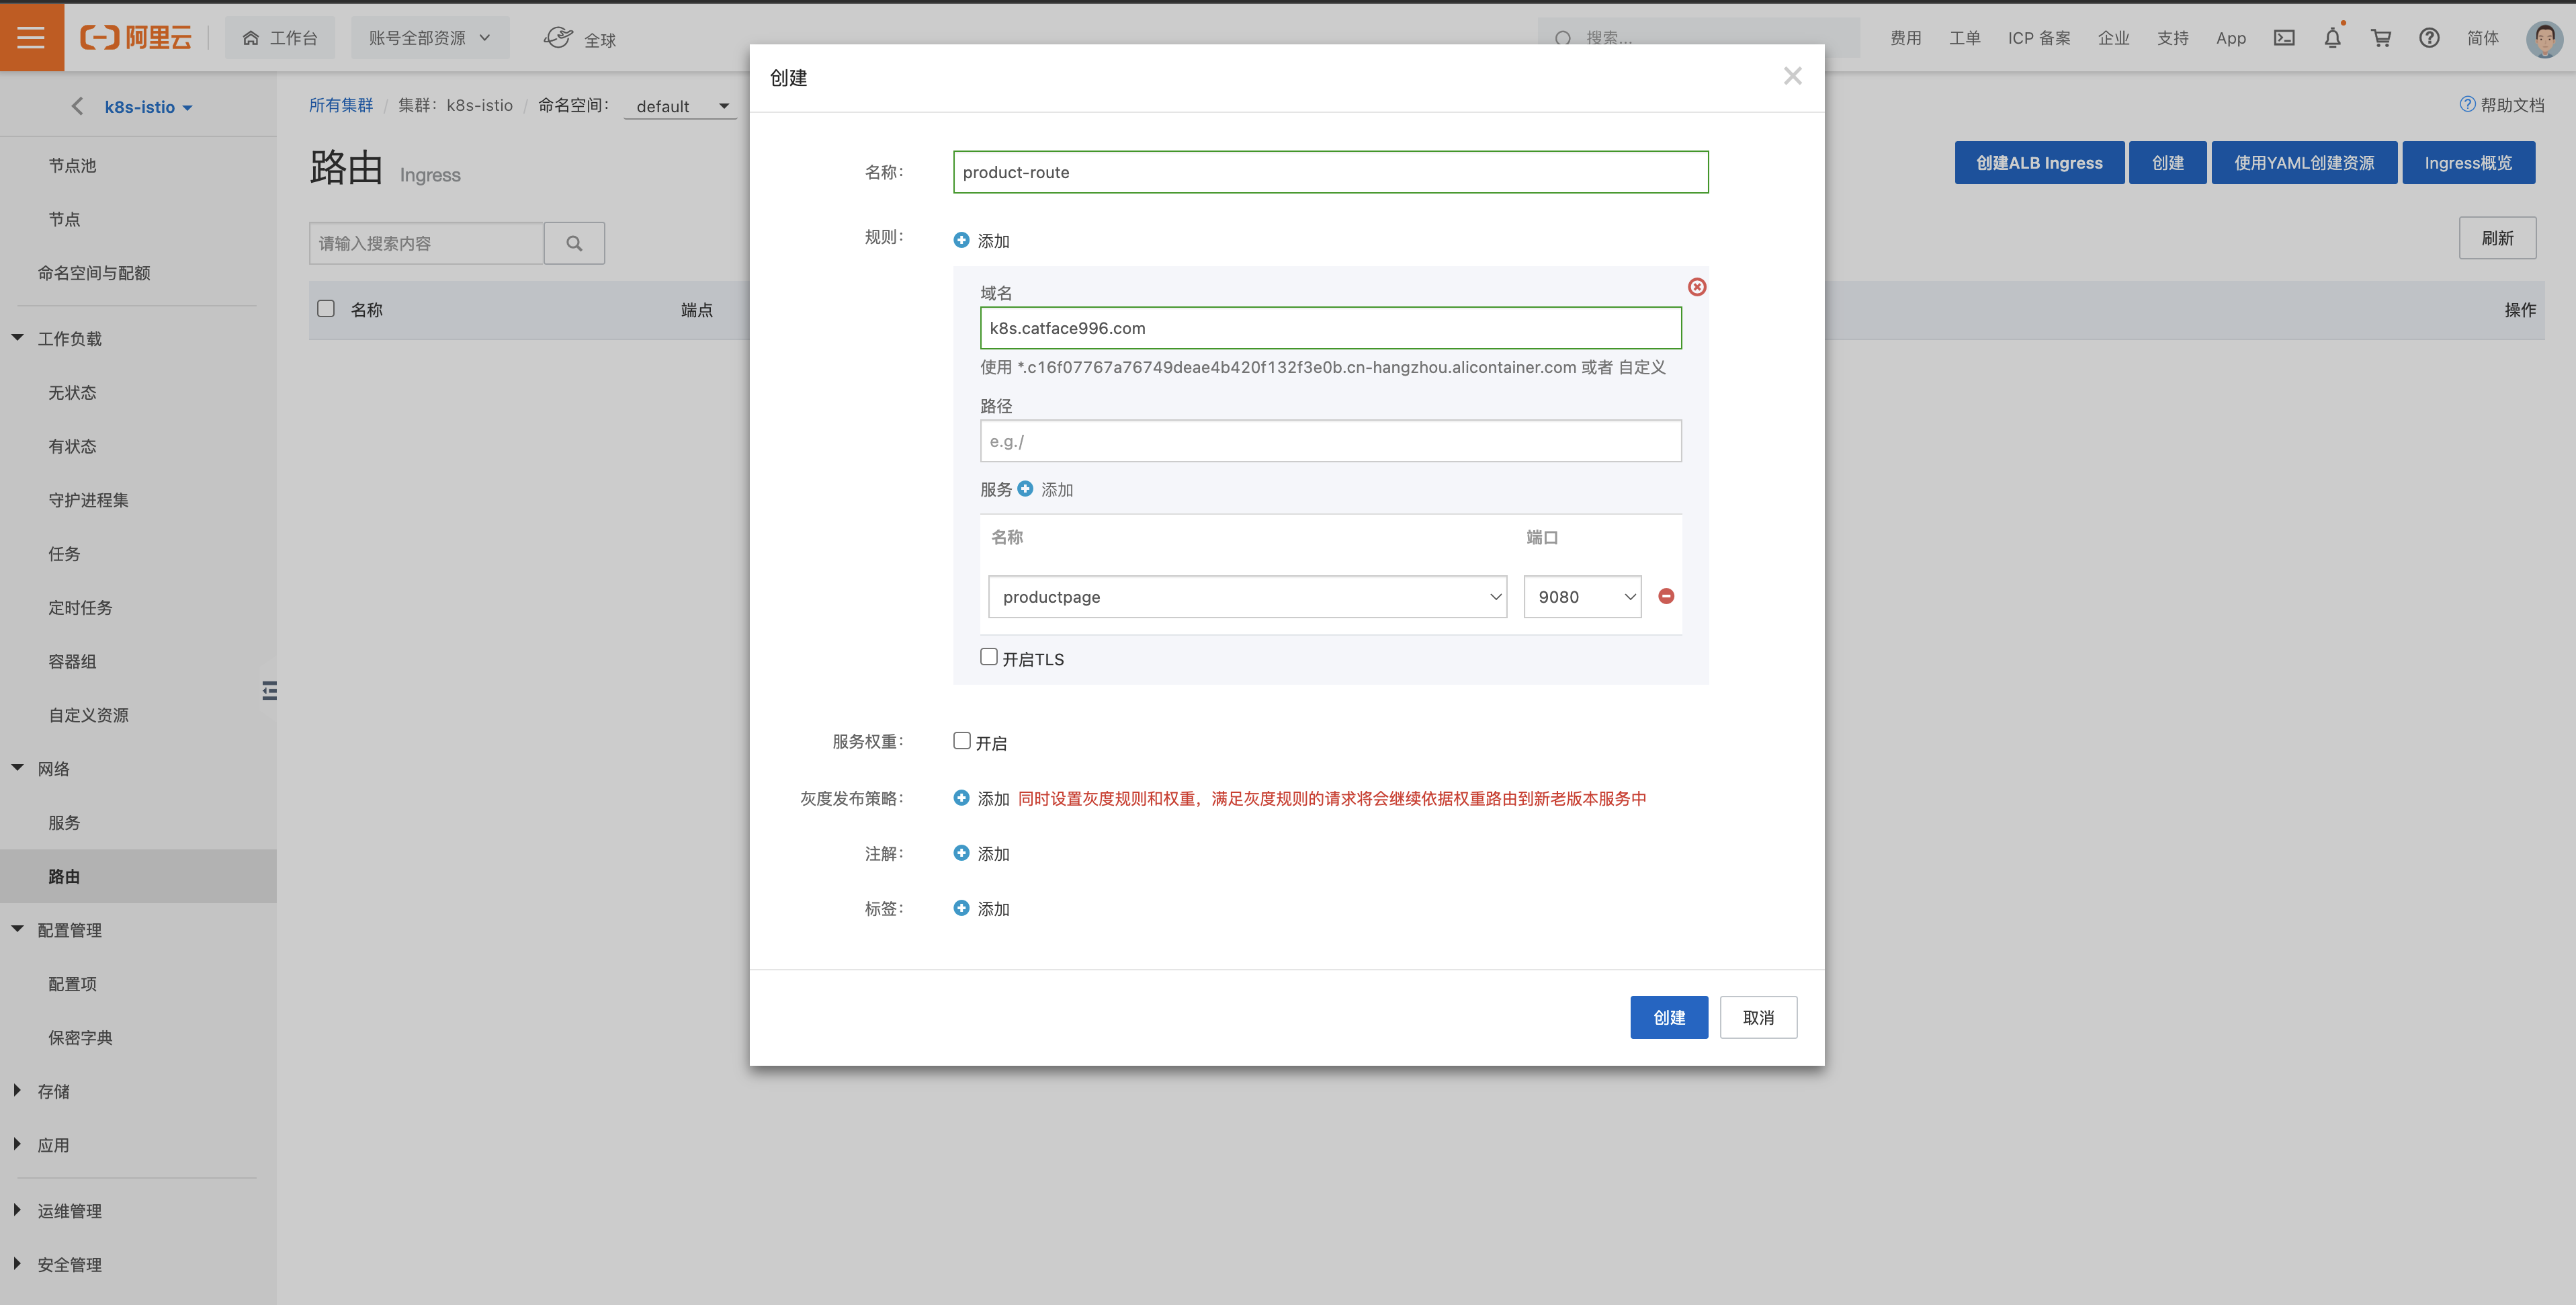 阿里云
工作台
账号全部资源
全球
搜索...
费用
工单
ICP 备案
企业
支持
App
简体
k8s-istio
所有集群 / 集群：k8s-istio / 命名空间： default
帮助文档
路由 Ingress
创建ALB Ingress
创建
使用YAML创建资源
Ingress概览
请输入搜索内容
刷新
名称
端点
操作
节点池
节点
命名空间与配额
工作负载
无状态
有状态
守护进程集
任务
定时任务
容器组
自定义资源
网络
服务
路由
配置管理
配置项
保密字典
存储
应用
运维管理
安全管理
创建
名称：
product-route
规则：
添加
域名
k8s.catface996.com
使用 *.c16f07767a76749deae4b420f132f3e0b.cn-hangzhou.alicontainer.com 或者 自定义
路径
e.g./
服务 添加
名称 端口
productpage 9080
开启TLS
服务权重： 开启
灰度发布策略： 添加 同时设置灰度规则和权重，满足灰度规则的请求将会继续依据权重路由到新老版本服务中
注解： 添加
标签： 添加
创建 取消